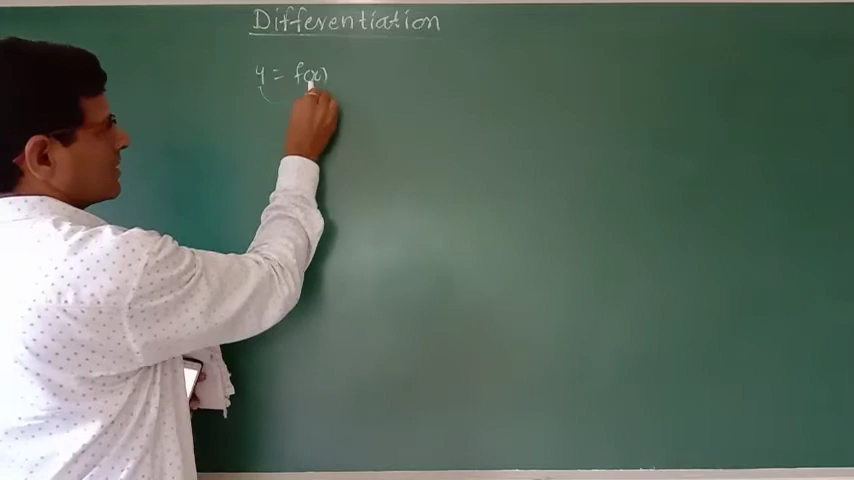 Differentiation
y = f(x)